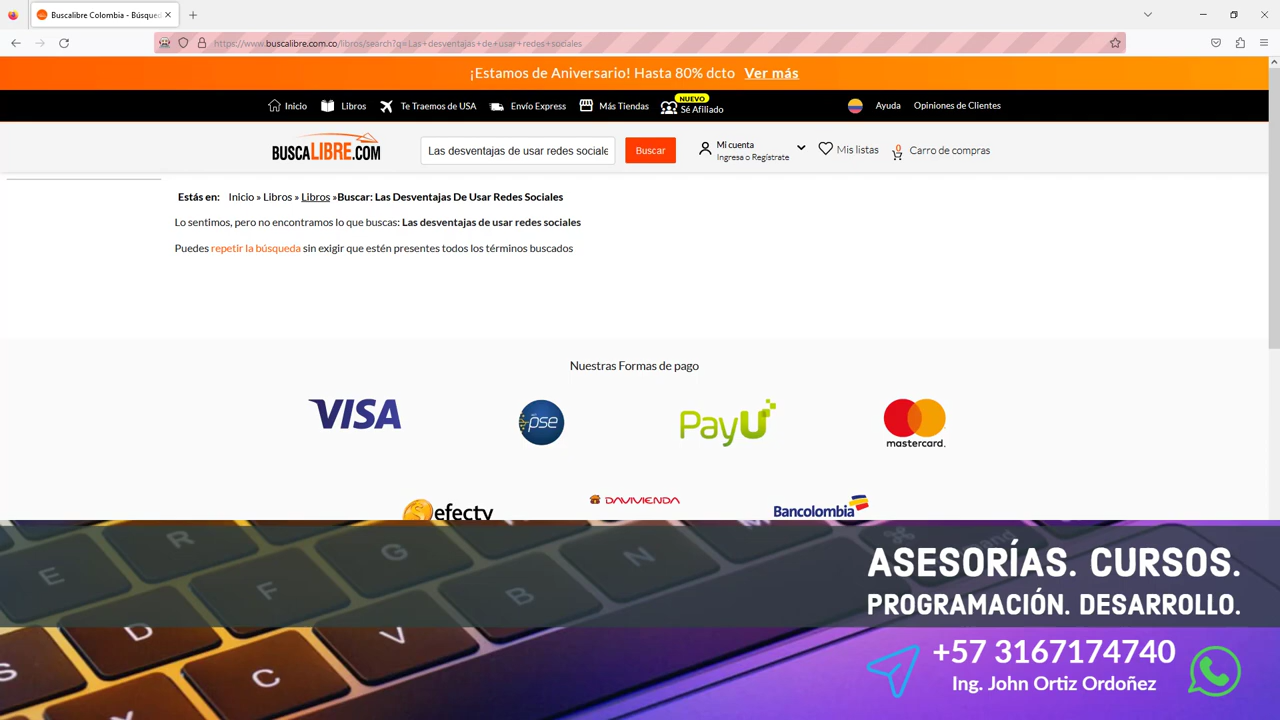 Buscalibre Colombia - Búsque
https://www.buscalibre.com.co/libros/search?q=Las+desventajas+de+usar+redes+sociales
¡Estamos de Aniversario! Hasta 80% dcto Ver más
Inicio Libros Te Traemos de USA Envío Express Más Tiendas NUEVO Sé Afiliado Ayuda Opiniones de Clientes
BUSCALIBRE.COM Las desventajas de usar redes sociale Buscar Mi cuenta Ingresa o Regístrate Mis listas 0 Carro de compras
Estás en: Inicio » Libros » Libros »Buscar: Las Desventajas De Usar Redes Sociales
Lo sentimos, pero no encontramos lo que buscas: Las desventajas de usar redes sociales
Puedes repetir la búsqueda sin exigir que estén presentes todos los términos buscados
Nuestras Formas de pago
VISA pse PayU mastercard.
efecty DAVIVIENDA Bancolombia
E R F G B N D V C S
ASESORÍAS. CURSOS.
PROGRAMACIÓN. DESARROLLO.
+57 3167174740
Ing. John Ortiz Ordoñez